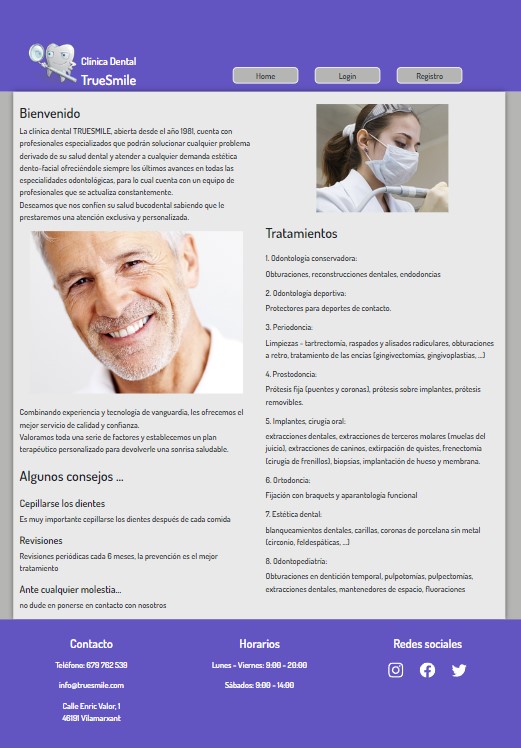 Clínica Dental
TrueSmile
Home
Login
Registro
Bienvenido
La clínica dental TRUESMILE, abierta desde el año 1981, cuenta con
profesionales especializados que podrán solucionar cualquier problema
derivado de su salud dental y atender a cualquier demanda estética
dento-facial ofreciéndole siempre los últimos avances en todas las
especialidades odontológicas, para lo cual cuenta con un equipo de
profesionales que se actualiza constantemente.
Deseamos que nos confíen su salud bucodental sabiendo que le
prestaremos una atención exclusiva y personalizada.
Combinando experiencia y tecnología de vanguardia, les ofrecemos el
mejor servicio de calidad y confianza.
Valoramos toda una serie de factores y establecemos un plan
terapéutico personalizado para devolverle una sonrisa saludable.
Algunos consejos ...
Cepillarse los dientes
Es muy importante cepillarse los dientes después de cada comida
Revisiones
Revisiones periódicas cada 6 meses, la prevención es el mejor
tratamiento
Ante cualquier molestia...
no dude en ponerse en contacto con nosotros
Tratamientos
1. Odontología conservadora:
Obturaciones, reconstrucciones dentales, endodoncias
2. Odontología deportiva:
Protectores para deportes de contacto.
3. Periodoncia:
Limpiezas - tartrectomía, raspados y alisados radiculares, obturaciones
a retro, tratamiento de las encías (gingivectomías, gingivoplastias, ...)
4. Prostodoncia:
Prótesis fija (puentes y coronas), prótesis sobre implantes, prótesis
removibles.
5. Implantes, cirugía oral:
extracciones dentales, extracciones de terceros molares (muelas del
juicio), extracciones de caninos, extirpación de quistes, frenectomía
(cirugía de frenillos), biopsias, implantación de hueso y membrana.
6. Ortodoncia:
Fijación con braquets y aparantología funcional
7. Estética dental:
blanqueamientos dentales, carillas, coronas de porcelana sin metal
(circonio, feldespáticas, ...)
8. Odontopediatría:
Obturaciones en dentición temporal, pulpotomías, pulpectomías,
extracciones dentales, mantenedores de espacio, fluoraciones
Contacto
Teléfono: 679 762 539
info@truesmile.com
Calle Enric Valor, 1
46191 Vilamarxant
Horarios
Lunes - Viernes: 9:00 - 20:00
Sábados: 9:00 - 14:00
Redes sociales